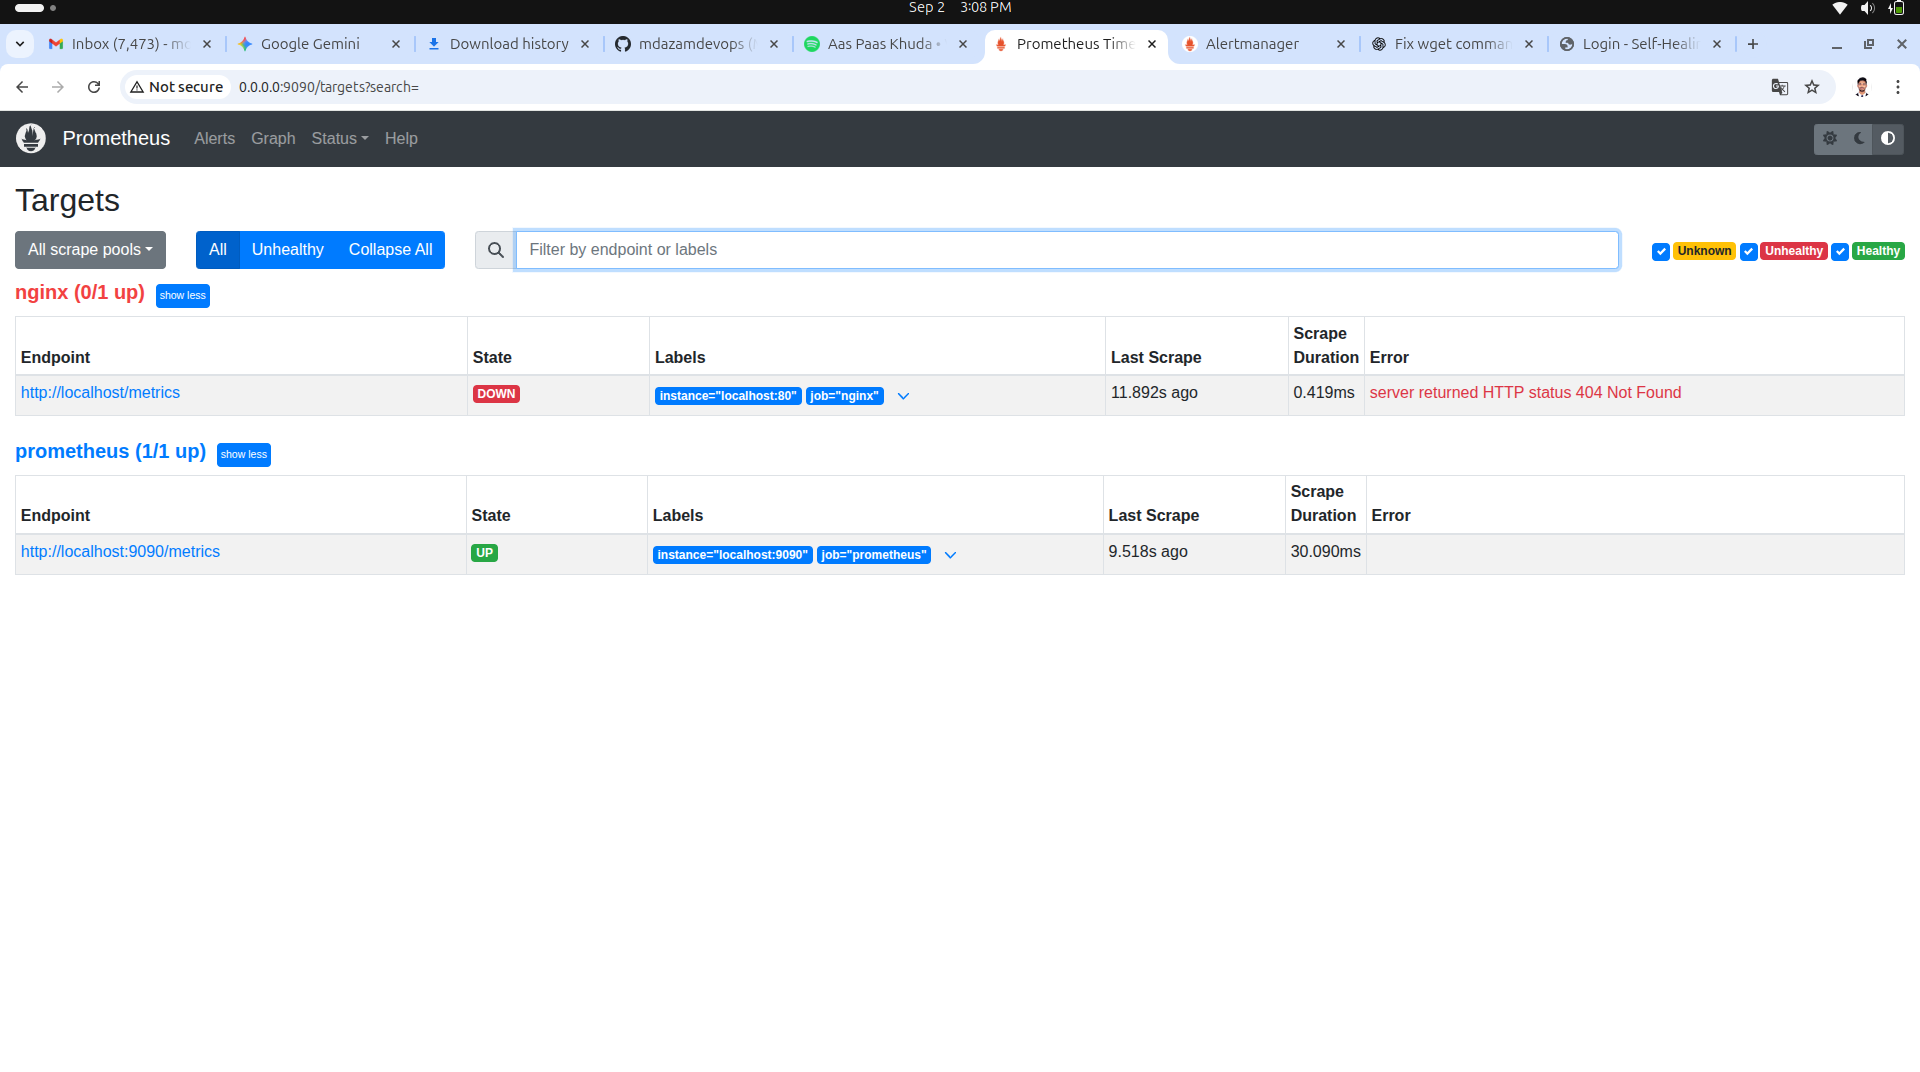 Sep 2 3:08 PM
Inbox (7,473) - mo
Google Gemini
Download history
mdazamdevops (
Aas Paas Khuda •
Prometheus Time
Alertmanager
Fix wget comman
Login - Self-Healin
Not secure 0.0.0.0:9090/targets?search=
Prometheus Alerts Graph Status Help
Targets
All scrape pools All Unhealthy Collapse All Filter by endpoint or labels Unknown Unhealthy Healthy
nginx (0/1 up) show less
Endpoint State Labels Last Scrape Scrape Duration Error
http://localhost/metrics DOWN instance="localhost:80" job="nginx" 11.892s ago 0.419ms server returned HTTP status 404 Not Found
prometheus (1/1 up) show less
Endpoint State Labels Last Scrape Scrape Duration Error
http://localhost:9090/metrics UP instance="localhost:9090" job="prometheus" 9.518s ago 30.090ms